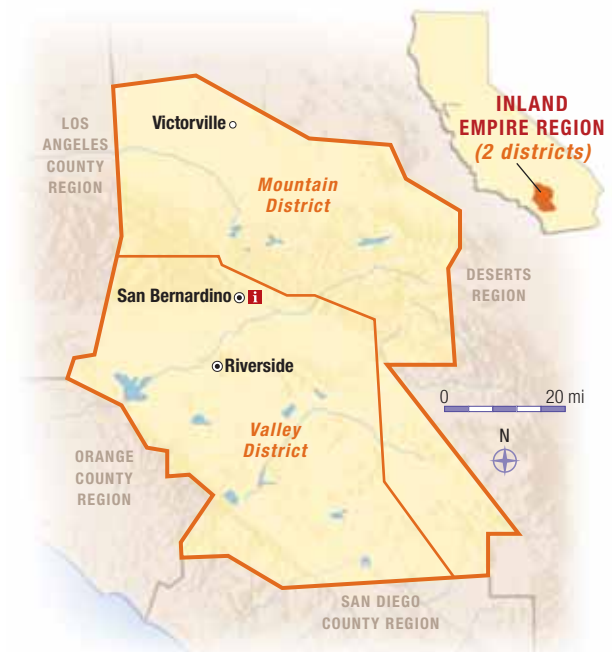 INLAND
EMPIRE REGION
(2 districts)
LOS
ANGELES
COUNTY
REGION
Victorville
Mountain
District
DESERTS
REGION
San Bernardino
i
Riverside
0 20 mi
N
Valley
District
ORANGE
COUNTY
REGION
SAN DIEGO
COUNTY REGION